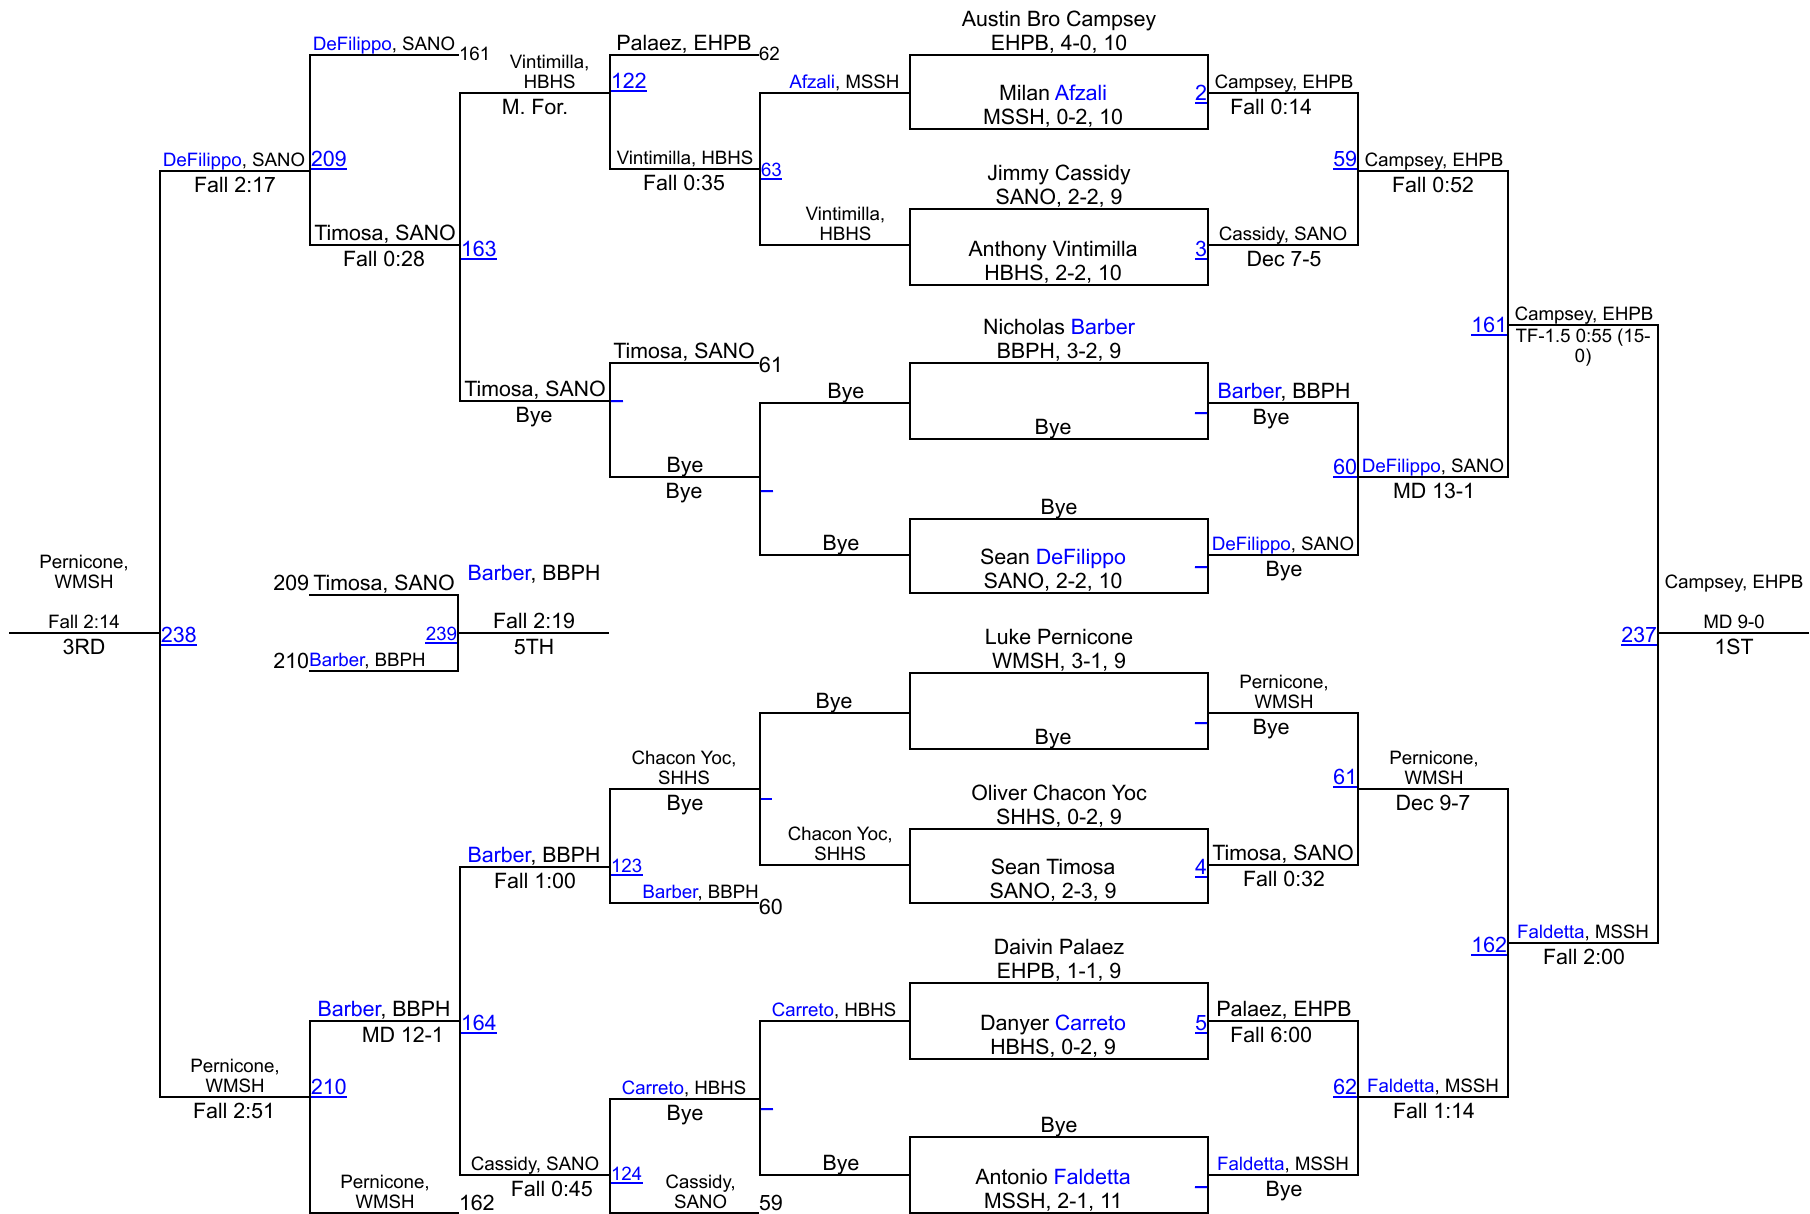 Austin Bro Campsey
EHPB, 4-0, 10
DeFilippo, SANO
161
Palaez, EHPB
62
Vintimilla,
HBHS
122
M. For.
Afzali, MSSH
Milan Afzali
2
MSSH, 0-2, 10
Campsey, EHPB
Fall 0:14
DeFilippo, SANO
209
Fall 2:17
Vintimilla, HBHS
Fall 0:35
63
Jimmy Cassidy
SANO, 2-2, 9
59
Campsey, EHPB
Fall 0:52
Timosa, SANO
Fall 0:28
163
Vintimilla,
HBHS
Anthony Vintimilla
3
HBHS, 2-2, 10
Cassidy, SANO
Dec 7-5
Nicholas Barber
BBPH, 3-2, 9
161
Campsey, EHPB
TF-1.5 0:55 (15-
0)
Timosa, SANO
61
Timosa, SANO
Bye
Bye
Bye
Barber, BBPH
Bye
Bye
Bye
60
DeFilippo, SANO
MD 13-1
Bye
Bye
Sean DeFilippo
SANO, 2-2, 10
DeFilippo, SANO
Bye
Pernicone,
WMSH
Fall 2:14
3RD
238
209
Timosa, SANO
Barber, BBPH
239
Fall 2:19
5TH
210
Barber, BBPH
Campsey, EHPB
237
MD 9-0
1ST
Luke Pernicone
WMSH, 3-1, 9
Bye
Bye
Pernicone,
WMSH
Bye
Chacon Yoc,
SHHS
Bye
61
Pernicone,
WMSH
Dec 9-7
Oliver Chacon Yoc
SHHS, 0-2, 9
Chacon Yoc,
SHHS
Sean Timosa
4
SANO, 2-3, 9
Timosa, SANO
Fall 0:32
Barber, BBPH
Fall 1:00
123
Barber, BBPH
60
Daivin Palaez
EHPB, 1-1, 9
162
Faldetta, MSSH
Fall 2:00
Barber, BBPH
MD 12-1
164
Carreto, HBHS
Danyer Carreto
5
HBHS, 0-2, 9
Palaez, EHPB
Fall 6:00
Pernicone,
WMSH
210
Fall 2:51
Carreto, HBHS
Bye
62
Faldetta, MSSH
Fall 1:14
Bye
Cassidy, SANO
Fall 0:45
124
Bye
Antonio Faldetta
MSSH, 2-1, 11
Faldetta, MSSH
Bye
Pernicone,
WMSH
162
Cassidy,
SANO
59